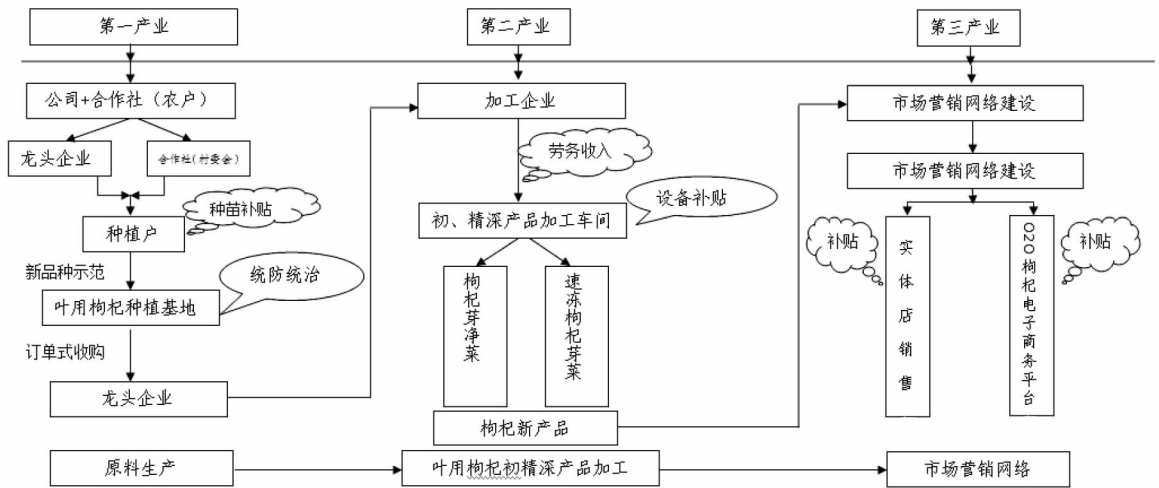 第一产业
第二产业
第三产业
公司+合作社（农户）
加工企业
市场营销网络建设
龙头企业
合作社（村委会）
劳务收入
市场营销网络建设
种苗补贴
设备补贴
种植户
初、精深产品加工车间
补贴
补贴
新品种示范
统防统治
叶用枸杞种植基地
枸杞芽净菜
速冻枸杞芽菜
实体店销售
O2O枸杞电子商务平台
订单式收购
龙头企业
枸杞新产品
原料生产
叶用枸杞初精深产品加工
市场营销网络